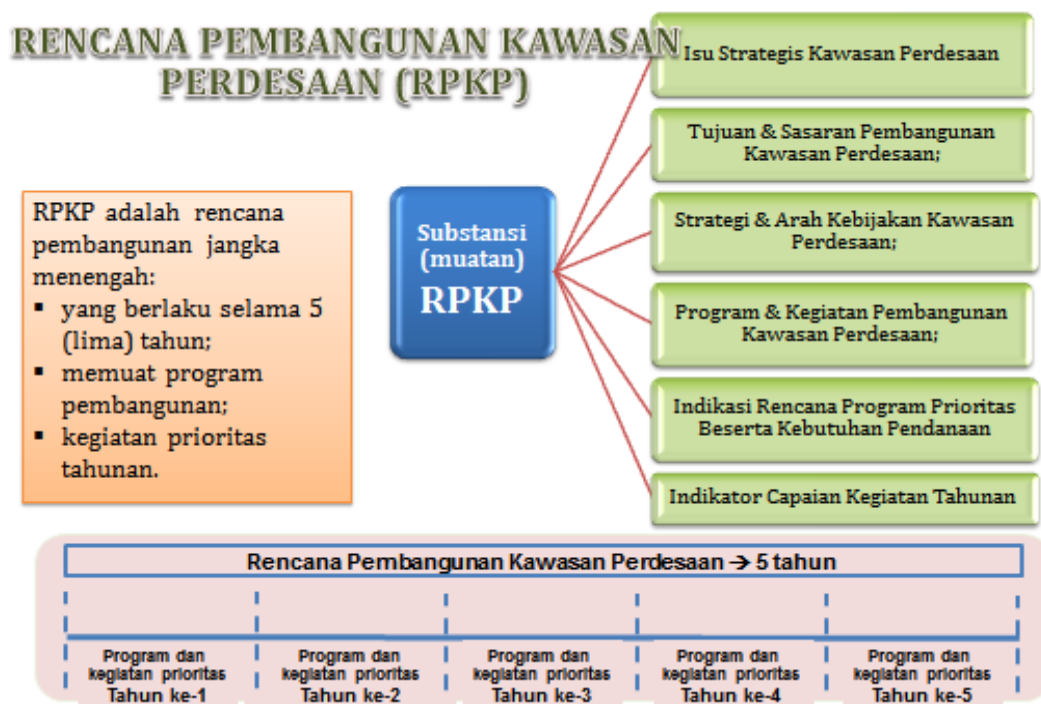 RENCANA PEMBANGUNAN KAWASAN
PERDESAAN (RPKP)
RPKP adalah rencana
pembangunan jangka
menengah:
▪ yang berlaku selama 5
(lima) tahun;
▪ memuat program
pembangunan;
▪ kegiatan prioritas
tahunan.
Substansi
(muatan)
RPKP
Isu Strategis Kawasan Perdesaan
Tujuan & Sasaran Pembangunan
Kawasan Perdesaan;
Strategi & Arah Kebijakan Kawasan
Perdesaan;
Program & Kegiatan Pembangunan
Kawasan Perdesaan;
Indikasi Rencana Program Prioritas
Beserta Kebutuhan Pendanaan
Indikator Capaian Kegiatan Tahunan
Rencana Pembangunan Kawasan Perdesaan → 5 tahun
Program dan
kegiatan prioritas
Tahun ke-1
Program dan
kegiatan prioritas
Tahun ke-2
Program dan
kegiatan prioritas
Tahun ke-3
Program dan
kegiatan prioritas
Tahun ke-4
Program dan
kegiatan prioritas
Tahun ke-5